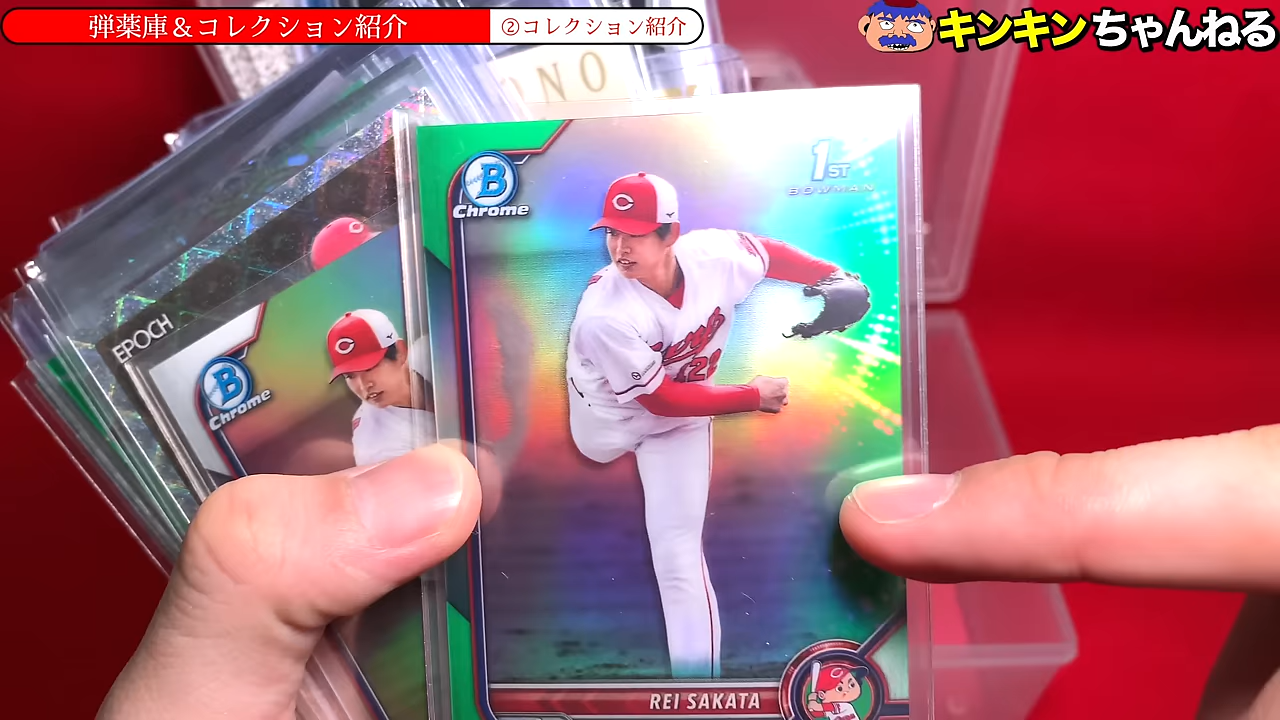 弾薬庫＆コレクション紹介
②コレクション紹介
キンキンちゃんねる
ONO
B
Chrome
1ST
BOWMAN
C
EPOCH
B
Chrome
C
REI SAKATA